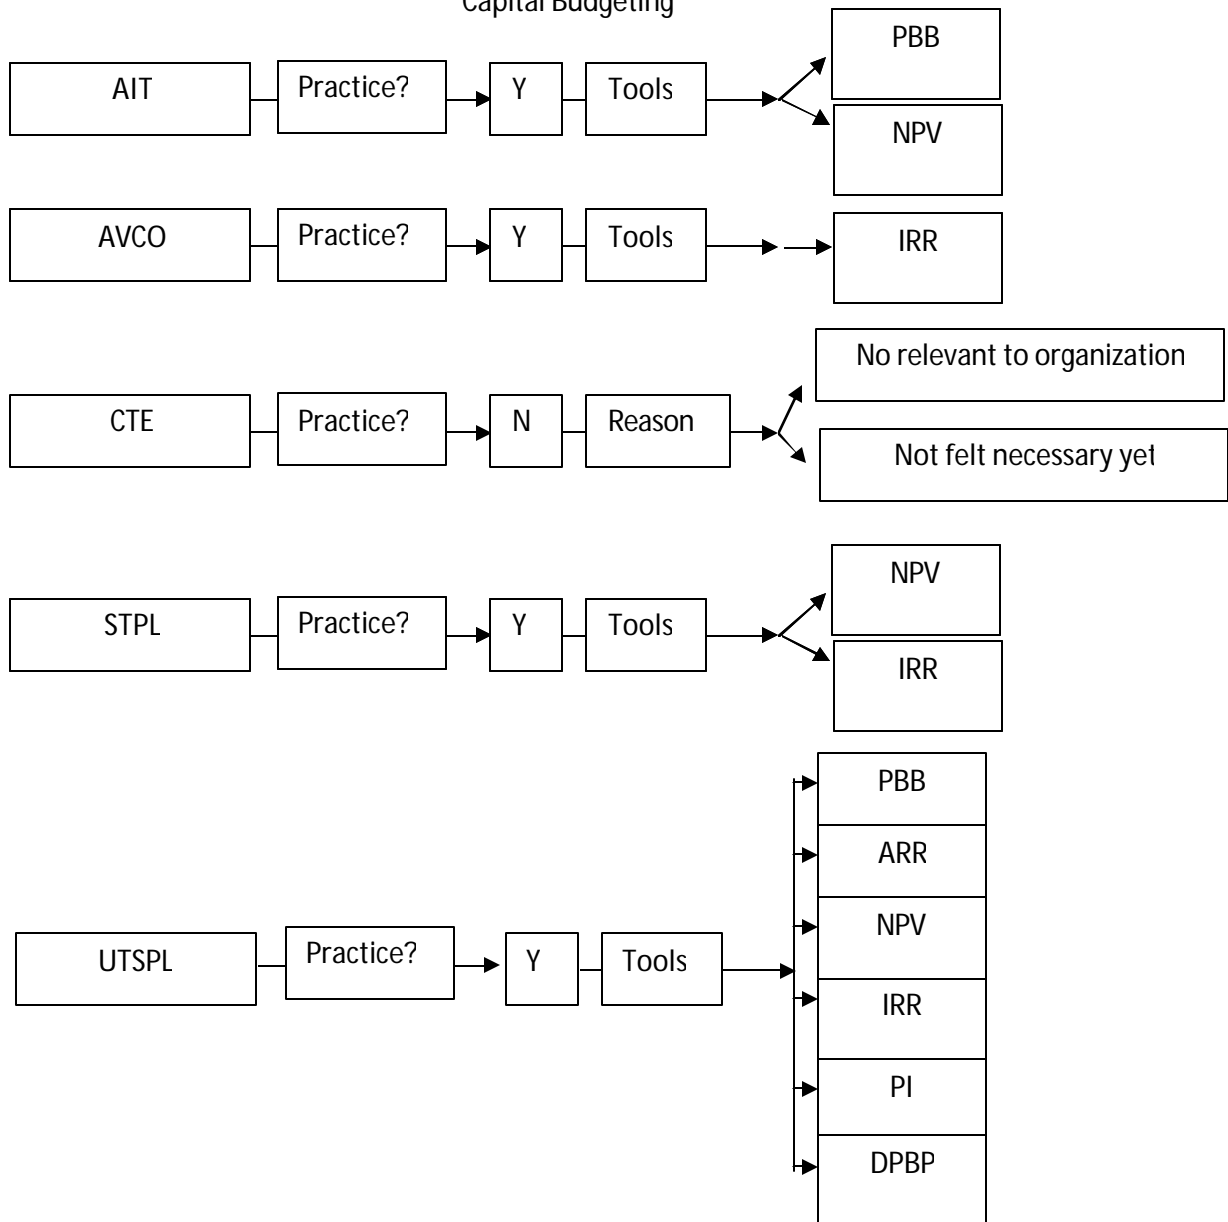 Capital Budgeting
PBB
AIT Practice? Y Tools
NPV
AVCO Practice? Y Tools IRR
No relevant to organization
CTE Practice? N Reason
Not felt necessary yet
NPV
STPL Practice? Y Tools
IRR
PBB
ARR
NPV
UTSPL Practice? Y Tools
IRR
PI
DPBP